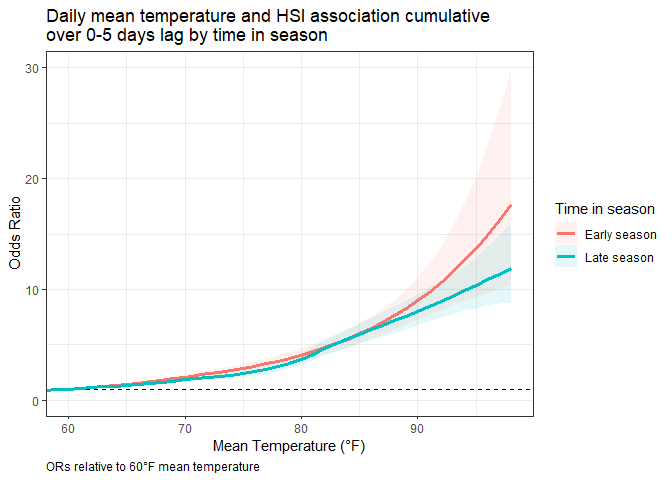 Daily mean temperature and HSI association cumulative
over 0-5 days lag by time in season
30
20
10
0
Odds Ratio
60
70
80
90
Mean Temperature (°F)
ORs relative to 60°F mean temperature
Time in season
Early season
Late season